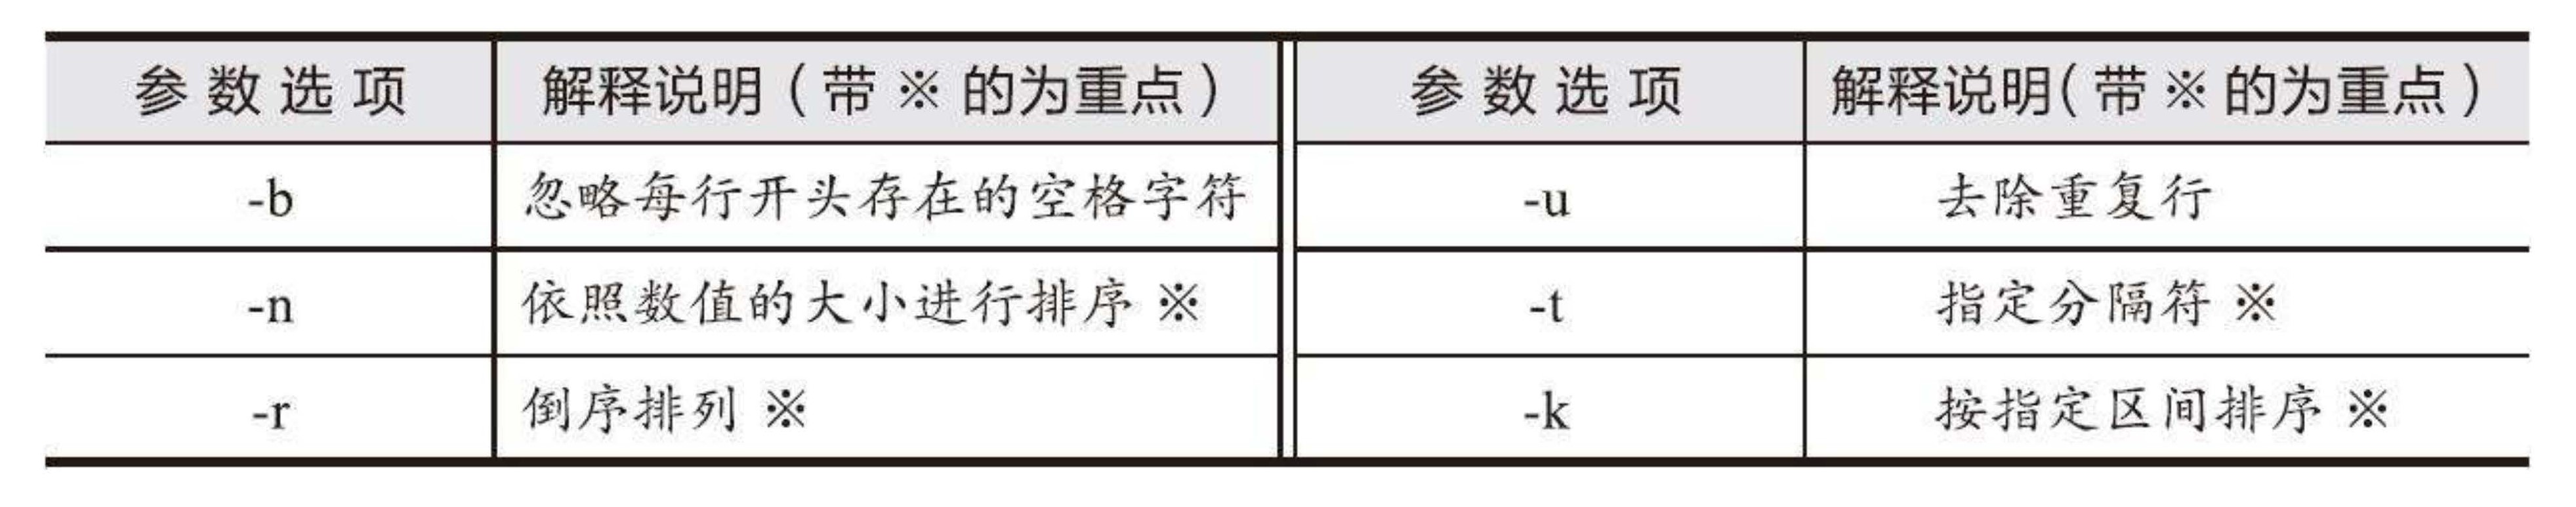 参数选项 解释说明（带※的为重点） 参数选项 解释说明（带※的为重点）
-b 忽略每行开头存在的空格字符 -u 去除重复行
-n 依照数值的大小进行排序※ -t 指定分隔符※
-r 倒序排列※ -k 按指定区间排序※